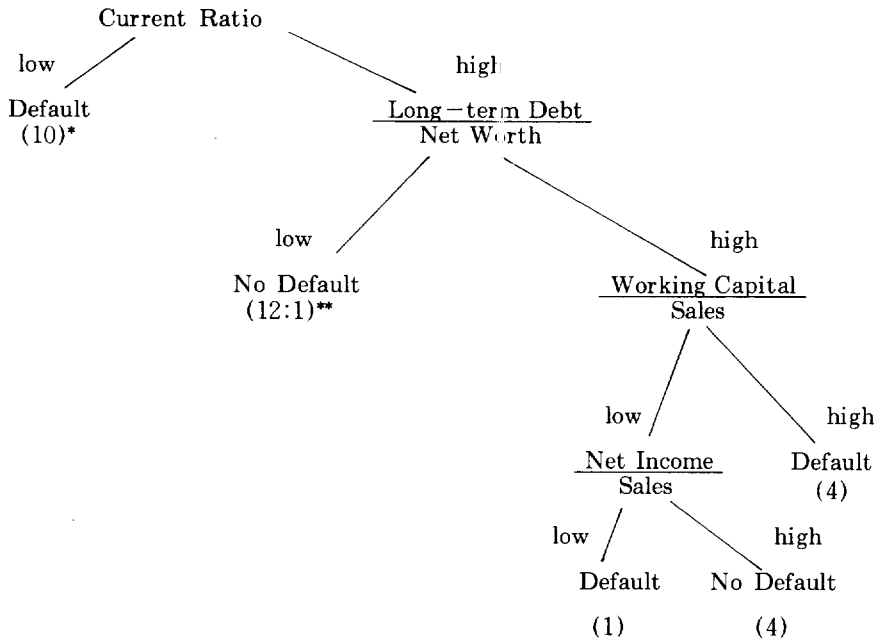 Current Ratio
low
high
Default
(10)*
Long-term Debt
Net Worth
low
high
No Default
(12:1)**
Working Capital
Sales
low
high
Net Income
Sales
Default
(4)
low
high
Default
No Default
(1)
(4)